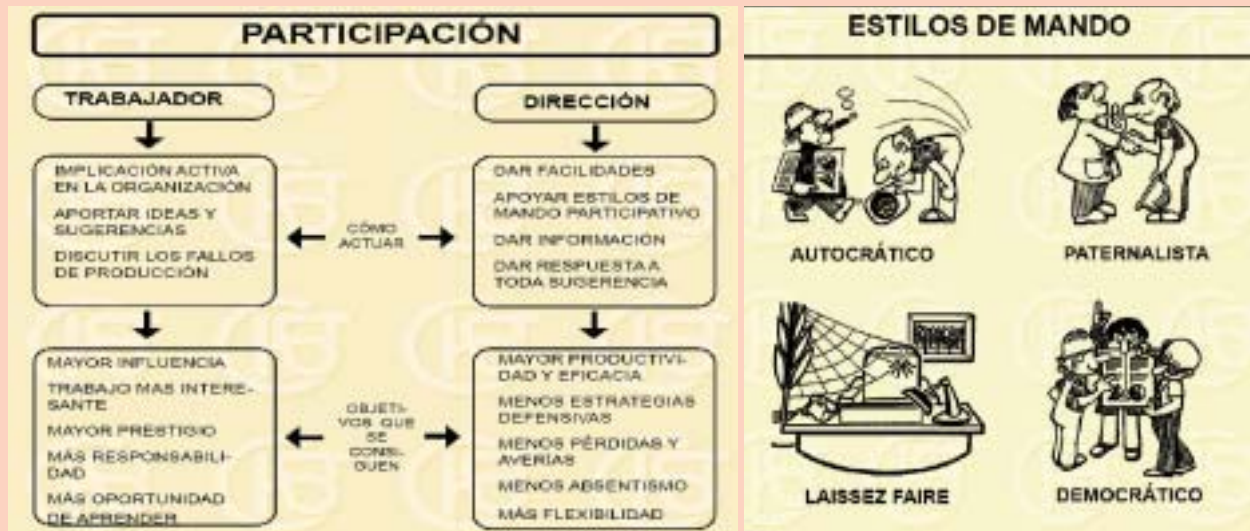 PARTICIPACIÓN
TRABAJADOR
IMPLICACIÓN ACTIVA
EN LA ORGANIZACIÓN
APORTAR IDEAS Y
SUGERENCIAS
DISCUTIR LOS FALLOS
DE PRODUCCIÓN
CÓMO
ACTUAR
DIRECCIÓN
DAR FACILIDADES
APOYAR ESTILOS DE
MANDO PARTICIPATIVO
DAR INFORMACIÓN
DAR RESPUESTA A
TODA SUGERENCIA
MAYOR INFLUENCIA
TRABAJO MAS INTERE-
SANTE
MAYOR PRESTIGIO
MÁS RESPONSABILI-
DAD
MÁS OPORTUNIDAD
DE APRENDER
OBJETI-
VOS QUE
SE
CONSI-
GUEN
MAYOR PRODUCTIVI-
DAD Y EFICACIA
MENOS ESTRATEGIAS
DEFENSIVAS
MENOS PÉRDIDAS Y
AVERÍAS
MENOS ABSENTISMO
MÁS FLEXIBILIDAD
ESTILOS DE MANDO
AUTOCRÁTICO
PATERNALISTA
LAISSEZ FAIRE
DEMOCRÁTICO